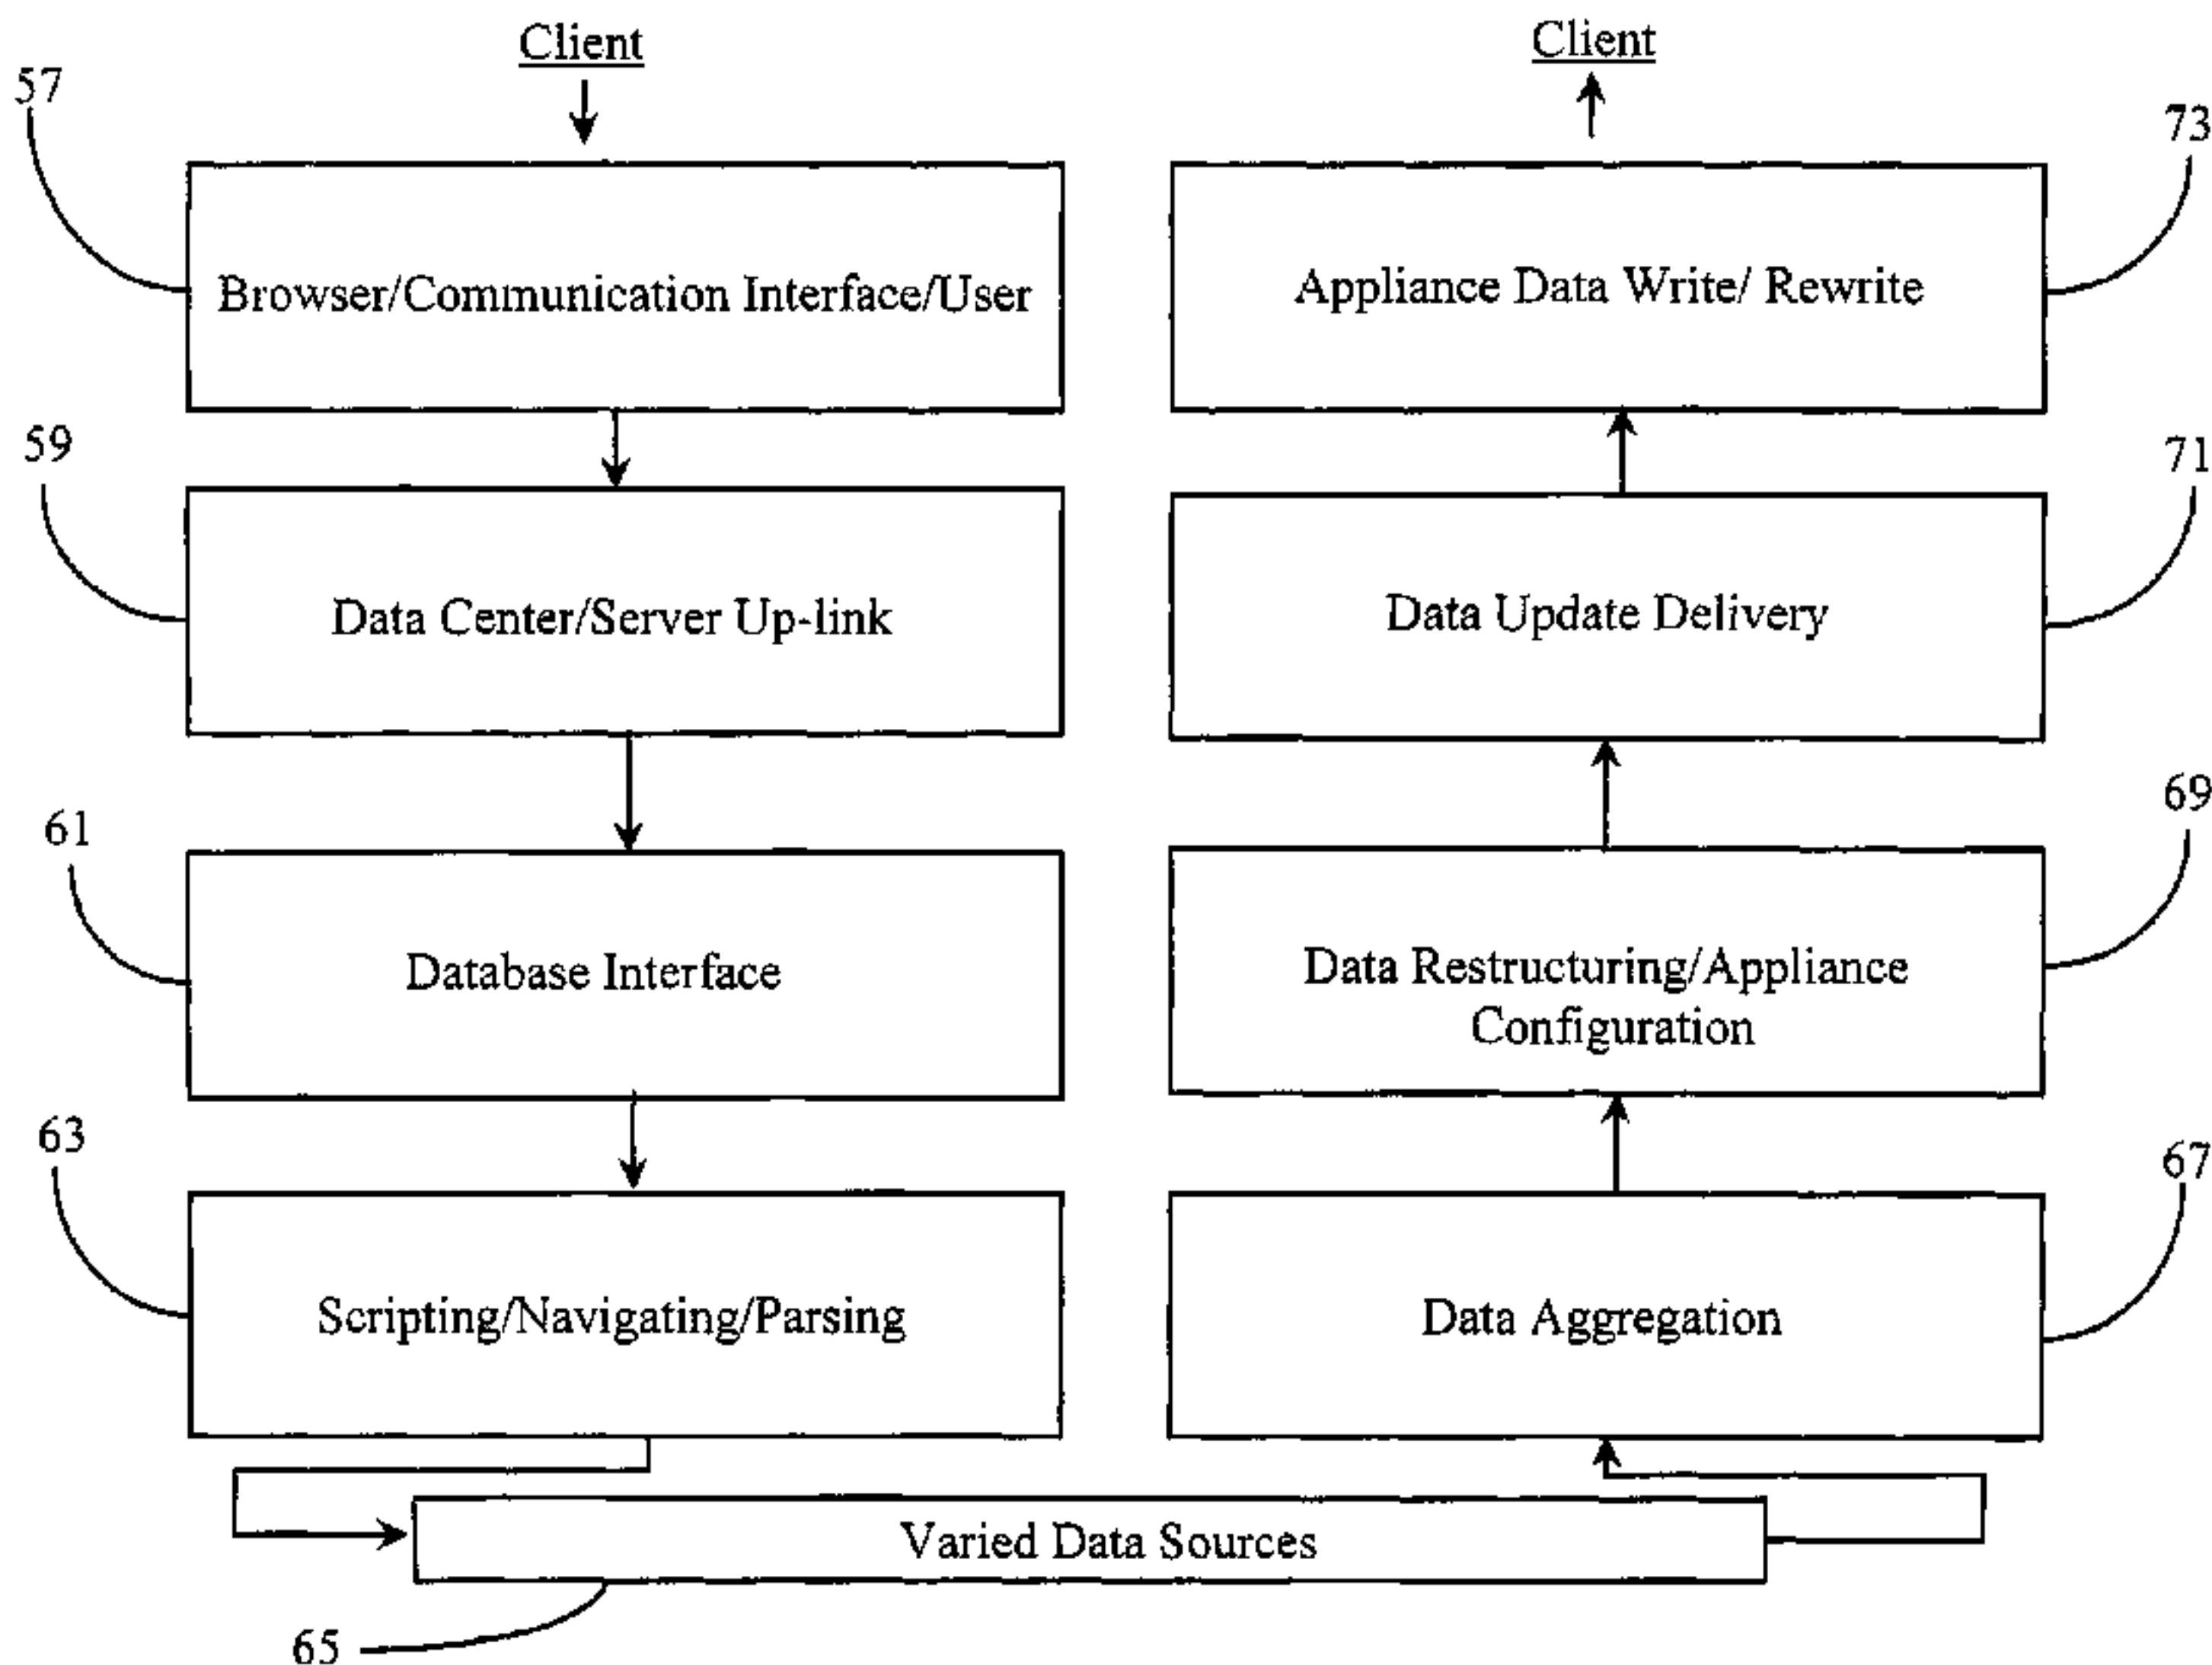 Client
Client
57
73
Browser/Communication Interface/User
Appliance Data Write/ Rewrite
59
71
Data Center/Server Up-link
Data Update Delivery
61
69
Database Interface
Data Restructuring/Appliance
Configuration
63
67
Scripting/Navigating/Parsing
Data Aggregation
Varied Data Sources
65